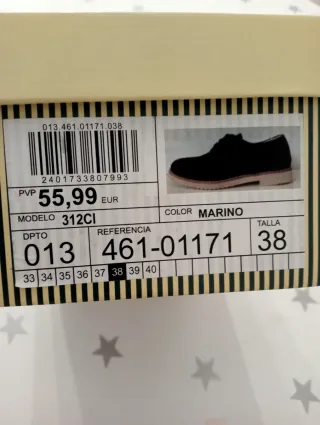 013.461.01171.038
2401733807993
PVP 55,99 EUR
MODELO 312CI
COLOR MARINO
DPTO REFERENCIA TALLA
013 461-01171 38
33 34 35 36 37 38 39 40